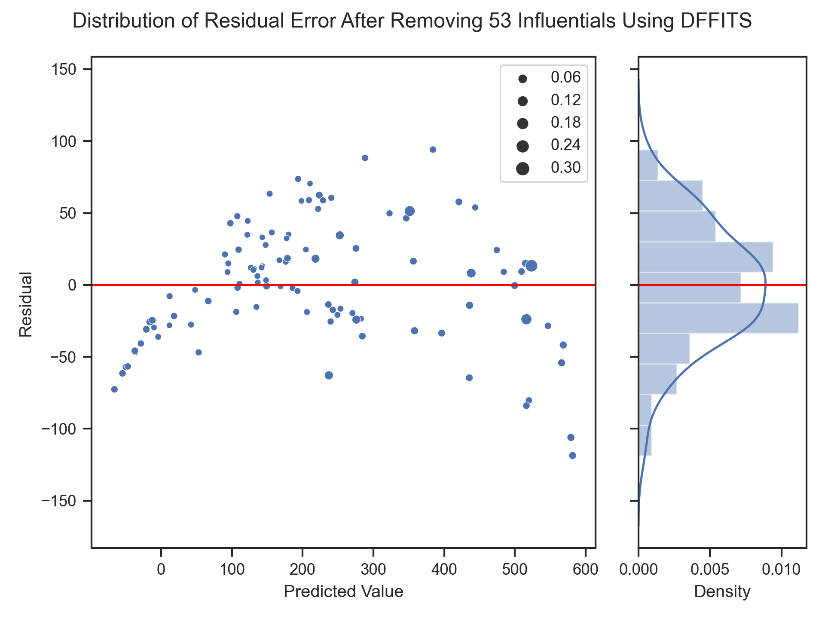 Distribution of Residual Error After Removing 53 Influentials Using DFFITS
150
100
50
0
−50
−100
−150
Residual
0.06
0.12
0.18
0.24
0.30
0 100 200 300 400 500 600
Predicted Value
0.000 0.005 0.010
Density